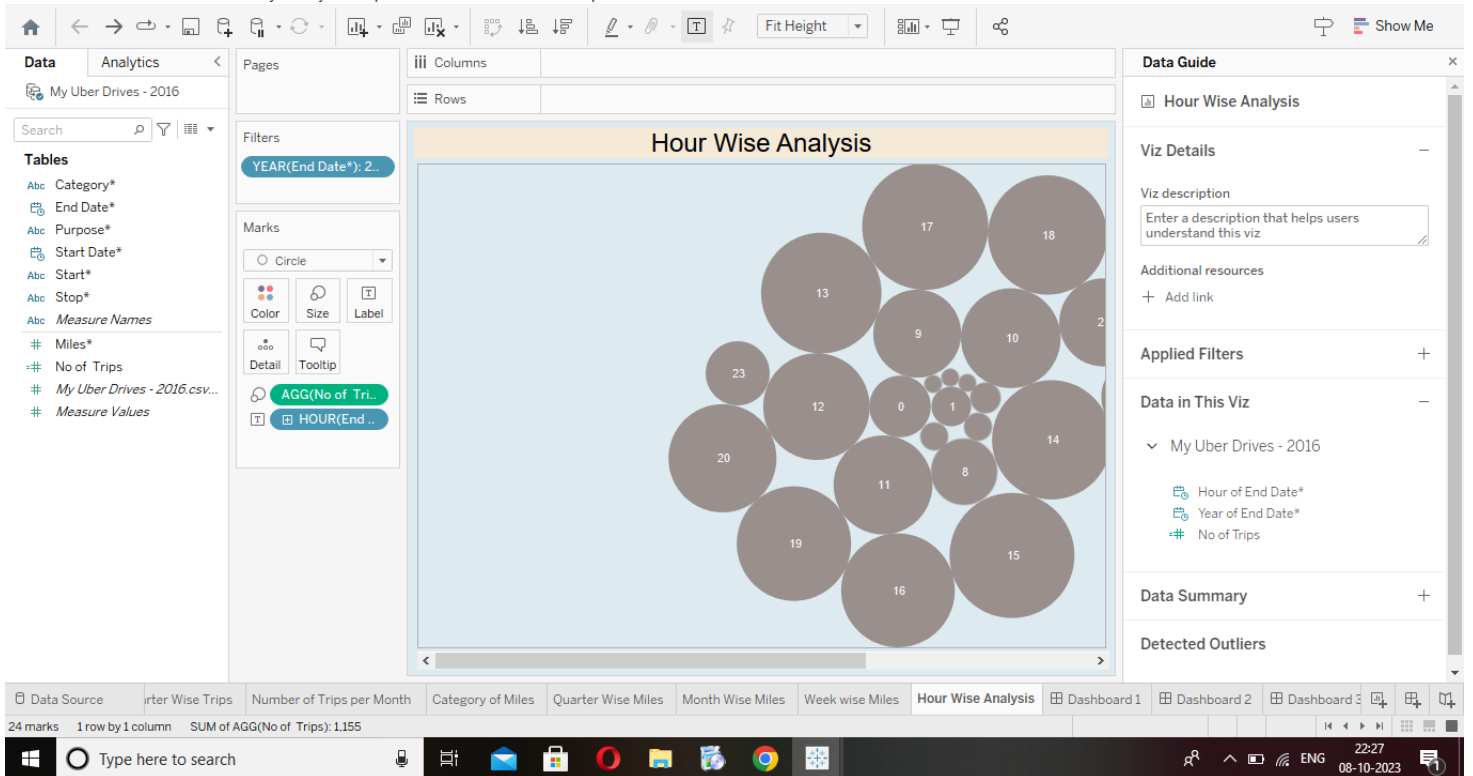 Fit Height
Show Me
Data
Analytics
Pages
Columns
Data Guide
My Uber Drives - 2016
Rows
Hour Wise Analysis
Search
Filters
Hour Wise Analysis
Tables
YEAR(End Date*): 2..
Viz Details
Abc Category*
End Date*
Abc Purpose*
Start Date*
Abc Start*
Abc Stop*
Abc Measure Names
# Miles*
=# No of Trips
# My Uber Drives - 2016.csv...
# Measure Values
Marks
Circle
Color
Size
Label
Detail
Tooltip
AGG(No of Tri..
HOUR(End ..
17
18
13
9
10
2
23
12
0
1
14
20
11
8
19
15
16
Viz description
Enter a description that helps users
understand this viz
Additional resources
+ Add link
Applied Filters
Data in This Viz
My Uber Drives - 2016
Hour of End Date*
Year of End Date*
=# No of Trips
Data Summary
Detected Outliers
Data Source
rter Wise Trips
Number of Trips per Month
Category of Miles
Quarter Wise Miles
Month Wise Miles
Week wise Miles
Hour Wise Analysis
Dashboard 1
Dashboard 2
Dashboard 3
24 marks 1 row by 1 column SUM of AGG(No of Trips): 1,155
Type here to search
ENG
22:27
08-10-2023
1